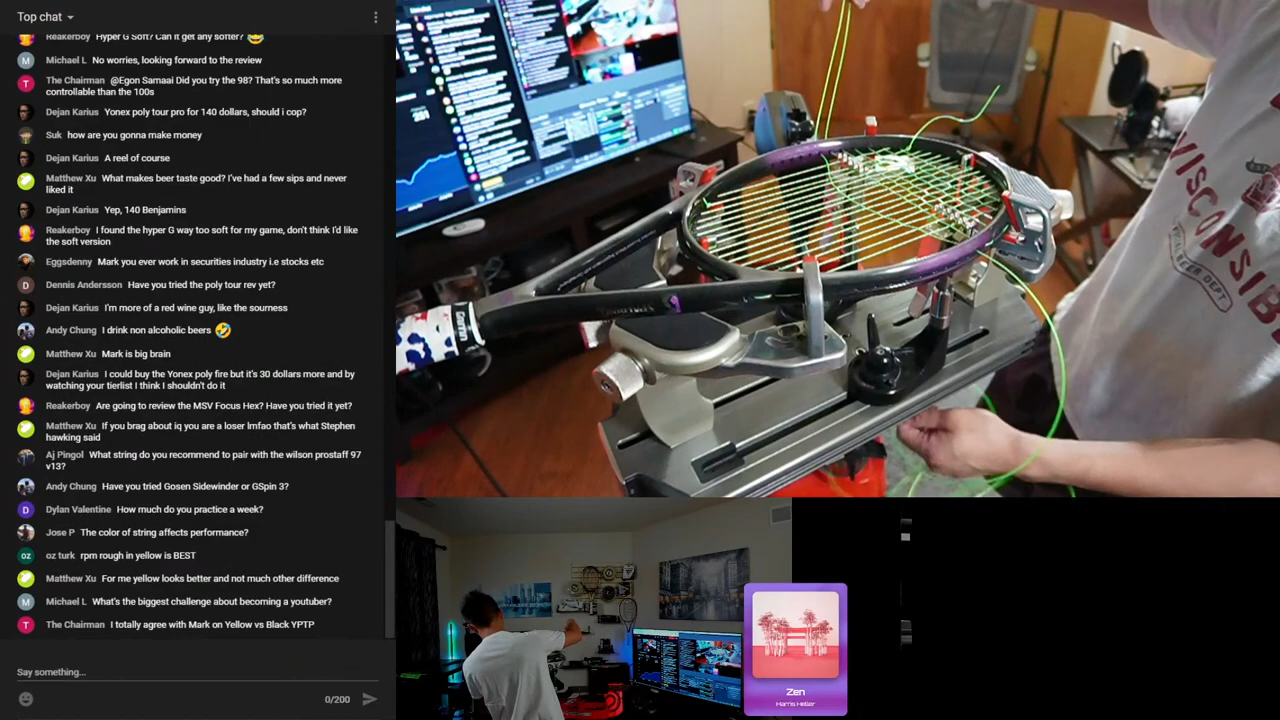 Top chat
Reakerboy Hyper G Soft? Can it get any softer?
Michael L No worries, looking forward to the review
The Chairman @Egon Samaai Did you try the 98? That's so much more
controllable than the 100s
Dejan Karius Yonex poly tour pro for 140 dollars, should i cop?
Suk how are you gonna make money
Dejan Karius A reel of course
Matthew Xu What makes beer taste good? I've had a few sips and never
liked it
Dejan Karius Yep, 140 Benjamins
Reakerboy I found the hyper G way too soft for my game, don't think I'd like
the soft version
Eggsdenny Mark you ever work in securities industry i.e stocks etc
D Dennis Andersson Have you tried the poly tour rev yet?
Dejan Karius I'm more of a red wine guy, like the sourness
Andy Chung I drink non alcoholic beers
Matthew Xu Mark is big brain
Dejan Karius I could buy the Yonex poly fire but it's 30 dollars more and by
watching your tierlist I think I shouldn't do it
Reakerboy Are going to review the MSV Focus Hex? Have you tried it yet?
Matthew Xu If you brag about iq you are a loser lmfao that's what Stephen
hawking said
Aj Pingol What string do you recommend to pair with the wilson prostaff 97
v13?
Andy Chung Have you tried Gosen Sidewinder or GSpin 3?
D Dylan Valentine How much do you practice a week?
Jose P The color of string affects performance?
oz oz turk rpm rough in yellow is BEST
Matthew Xu For me yellow looks better and not much other difference
M Michael L What's the biggest challenge about becoming a youtuber?
T The Chairman I totally agree with Mark on Yellow vs Black YPTP
Say something...
0/200
VISCONSIB
BEER DEPT
Zen
Harris Heller